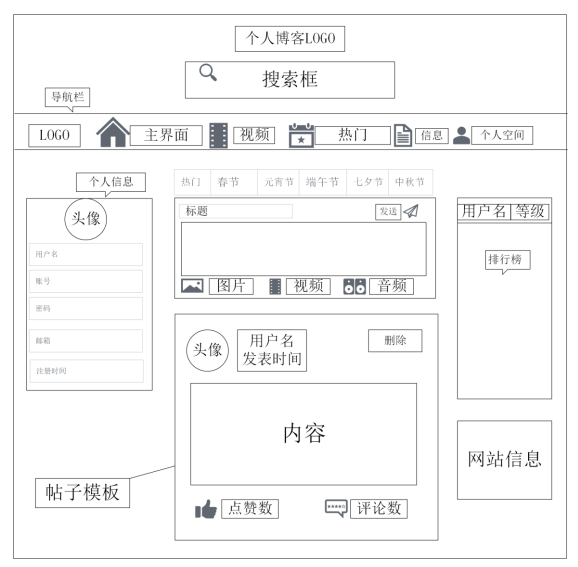 个人博客LOGO
搜索框
导航栏
LOGO 主界面 视频 热门 信息 个人空间
个人信息
头像
用户名
账号
密码
邮箱
注册时间
热门 春节 元宵节 端午节 七夕节 中秋节
标题 发送
图片 视频 音频
头像
用户名
发表时间
删除
内容
点赞数 评论数
帖子模板
用户名 等级
排行榜
网站信息